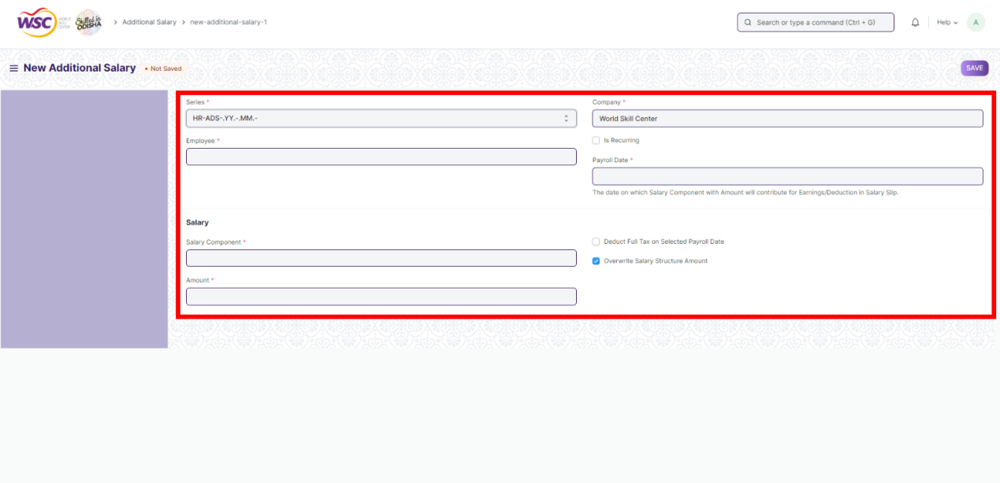 WSC WORLD SKILL CENTER Skilled in ODISHA > Additional Salary > new-additional-salary-1 Search or type a command (Ctrl + G) Help A
New Additional Salary • Not Saved SAVE
Series * Company *
HR-ADS-.YY.-.MM.- World Skill Center
Employee * Is Recurring
Payroll Date *
The date on which Salary Component with Amount will contribute for Earnings/Deduction in Salary Slip.
Salary
Salary Component * Deduct Full Tax on Selected Payroll Date
Overwrite Salary Structure Amount
Amount *